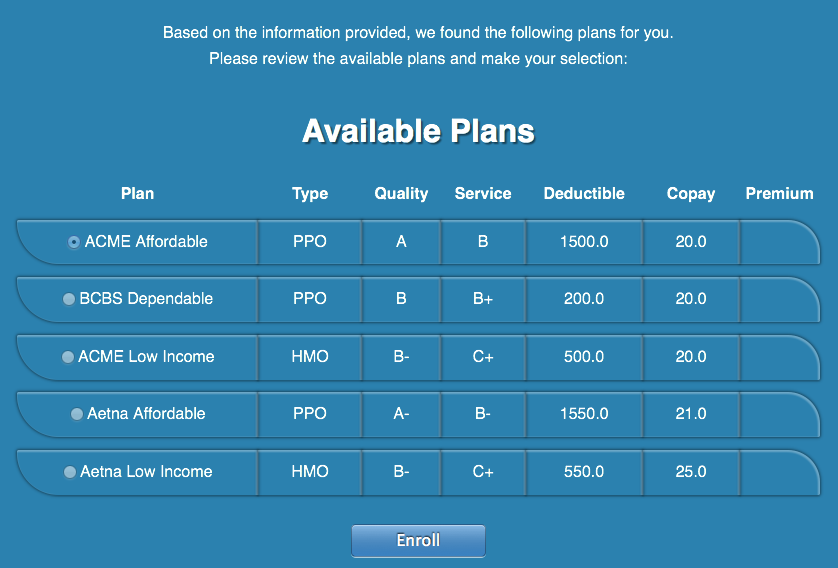 Based on the information provided, we found the following plans for you.
Please review the available plans and make your selection:
Available Plans
Plan Type Quality Service Deductible Copay Premium
ACME Affordable PPO A B 1500.0 20.0
BCBS Dependable PPO B B+ 200.0 20.0
ACME Low Income HMO B- C+ 500.0 20.0
Aetna Affordable PPO A- B- 1550.0 21.0
Aetna Low Income HMO B- C+ 550.0 25.0
Enroll